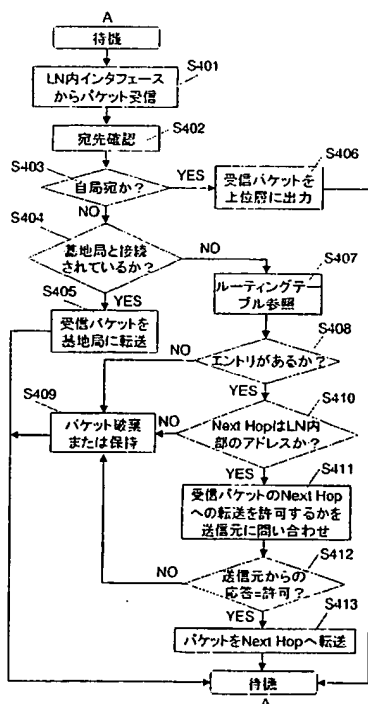 A
待機
S401
LN内インタフェース
からパケット受信
S402
宛先確認
S403
自局宛か?
YES
S406
受信パケットを
上位層に出力
NO
S404
基地局と接続
されているか?
NO
S407
ルーティングテー
ブル参照
S405
YES
受信パケットを
基地局に転送
S408
エントリがあるか?
NO
YES
S409
パケット破棄
または保持
S410
Next HopはLN内
部のアドレスか?
NO
YES
S411
受信パケットのNext Hop
への転送を許可するかを
送信元に問い合わせ
S412
送信元からの
応答=許可?
NO
YES
S413
パケットをNext Hopへ転送
待機
A